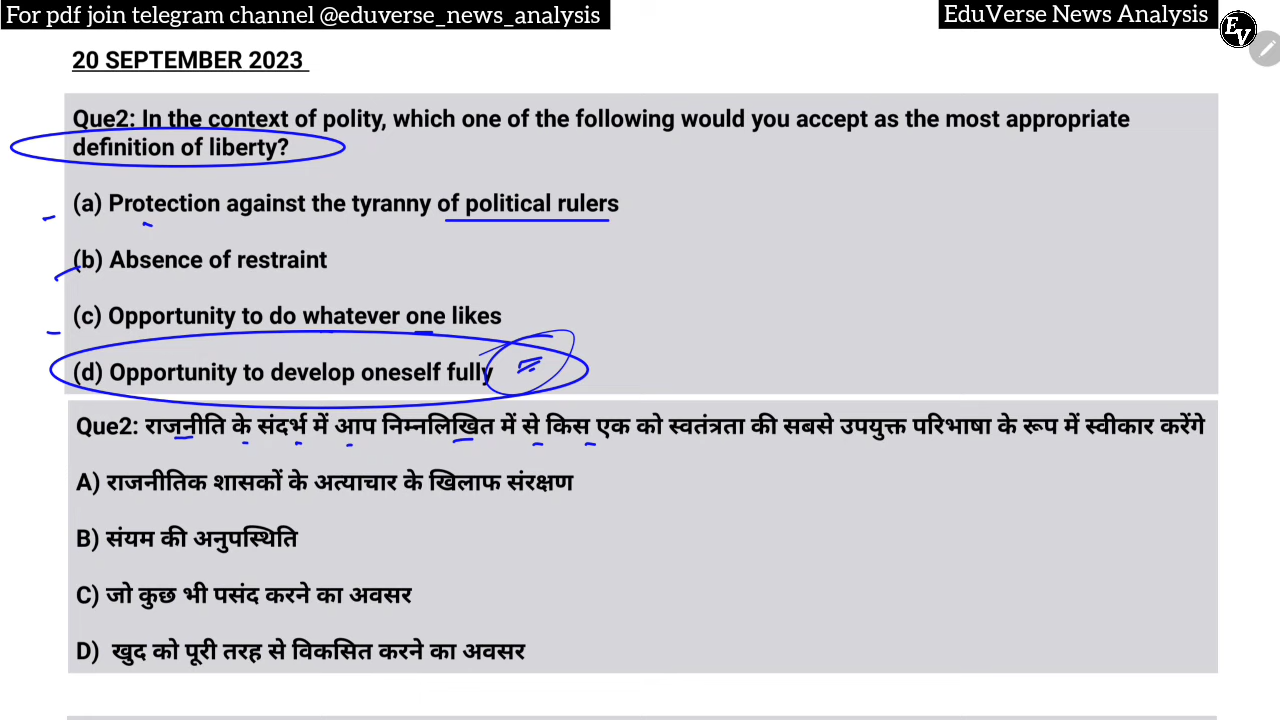 For pdf join telegram channel @eduverse_news_analysis
EduVerse News Analysis
EV
20 SEPTEMBER 2023
Que2: In the context of polity, which one of the following would you accept as the most appropriate
definition of liberty?
(a) Protection against the tyranny of political rulers
(b) Absence of restraint
(c) Opportunity to do whatever one likes
(d) Opportunity to develop oneself fully
Que2: राजनीति के संदर्भ में आप निम्नलिखित में से किस एक को स्वतंत्रता की सबसे उपयुक्त परिभाषा के रूप में स्वीकार करेंगे
A) राजनीतिक शासकों के अत्याचार के खिलाफ संरक्षण
B) संयम की अनुपस्थिति
C) जो कुछ भी पसंद करने का अवसर
D) खुद को पूरी तरह से विकसित करने का अवसर